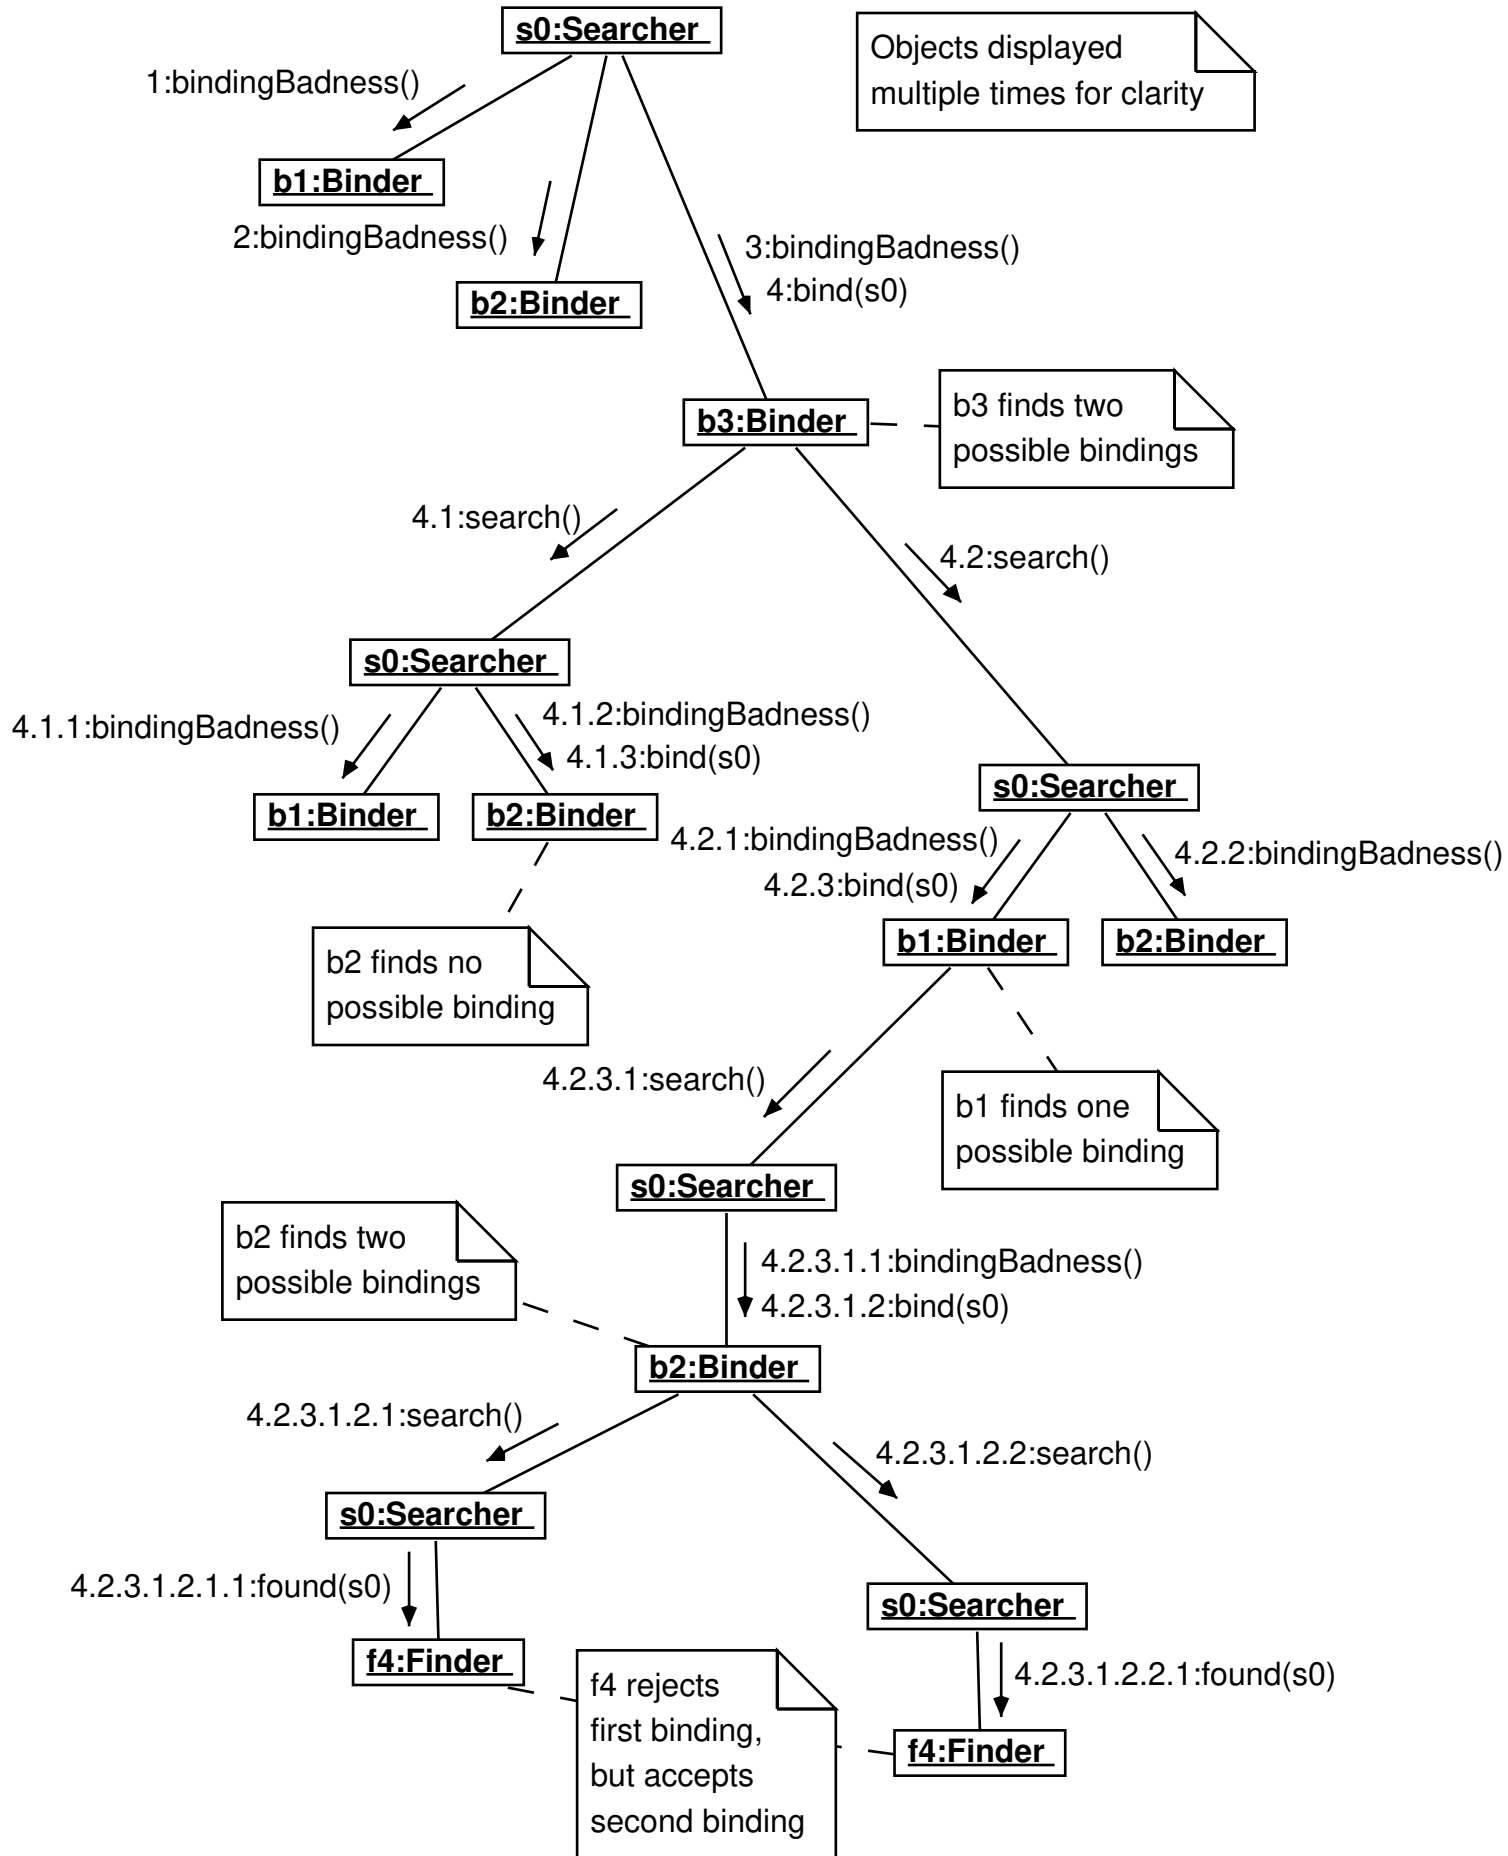 s0:Searcher
Objects displayed
multiple times for clarity
1:bindingBadness()
b1:Binder
2:bindingBadness()
3:bindingBadness()
4:bind(s0)
b2:Binder
b3:Binder
b3 finds two
possible bindings
4.1:search()
4.2:search()
s0:Searcher
4.1.1:bindingBadness()
4.1.2:bindingBadness()
4.1.3:bind(s0)
b1:Binder
b2:Binder
s0:Searcher
4.2.1:bindingBadness()
4.2.3:bind(s0)
4.2.2:bindingBadness()
b2 finds no
possible binding
b1:Binder
b2:Binder
4.2.3.1:search()
b1 finds one
possible binding
s0:Searcher
b2 finds two
possible bindings
4.2.3.1.1:bindingBadness()
4.2.3.1.2:bind(s0)
b2:Binder
4.2.3.1.2.1:search()
4.2.3.1.2.2:search()
s0:Searcher
4.2.3.1.2.1.1:found(s0)
s0:Searcher
f4:Finder
4.2.3.1.2.2.1:found(s0)
f4 rejects
first binding,
but accepts
second binding
f4:Finder